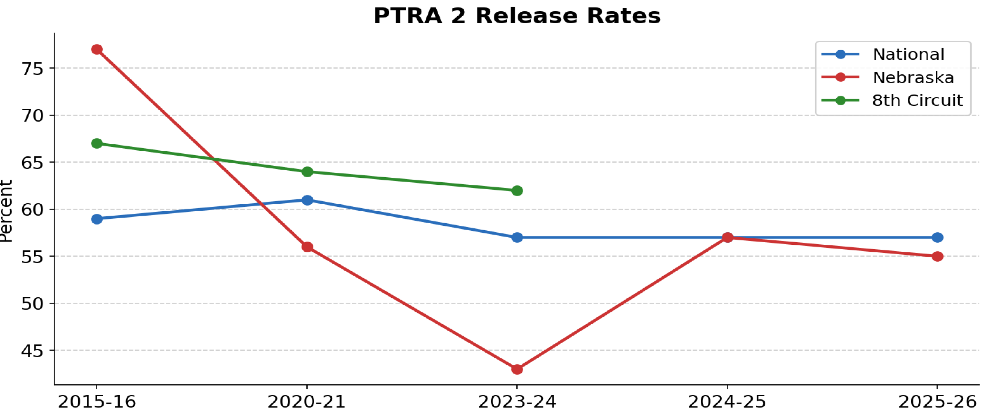 PTRA 2 Release Rates
National
Nebraska
8th Circuit
75
70
65
60
55
50
45
Percent
2015-16 2020-21 2023-24 2024-25 2025-26